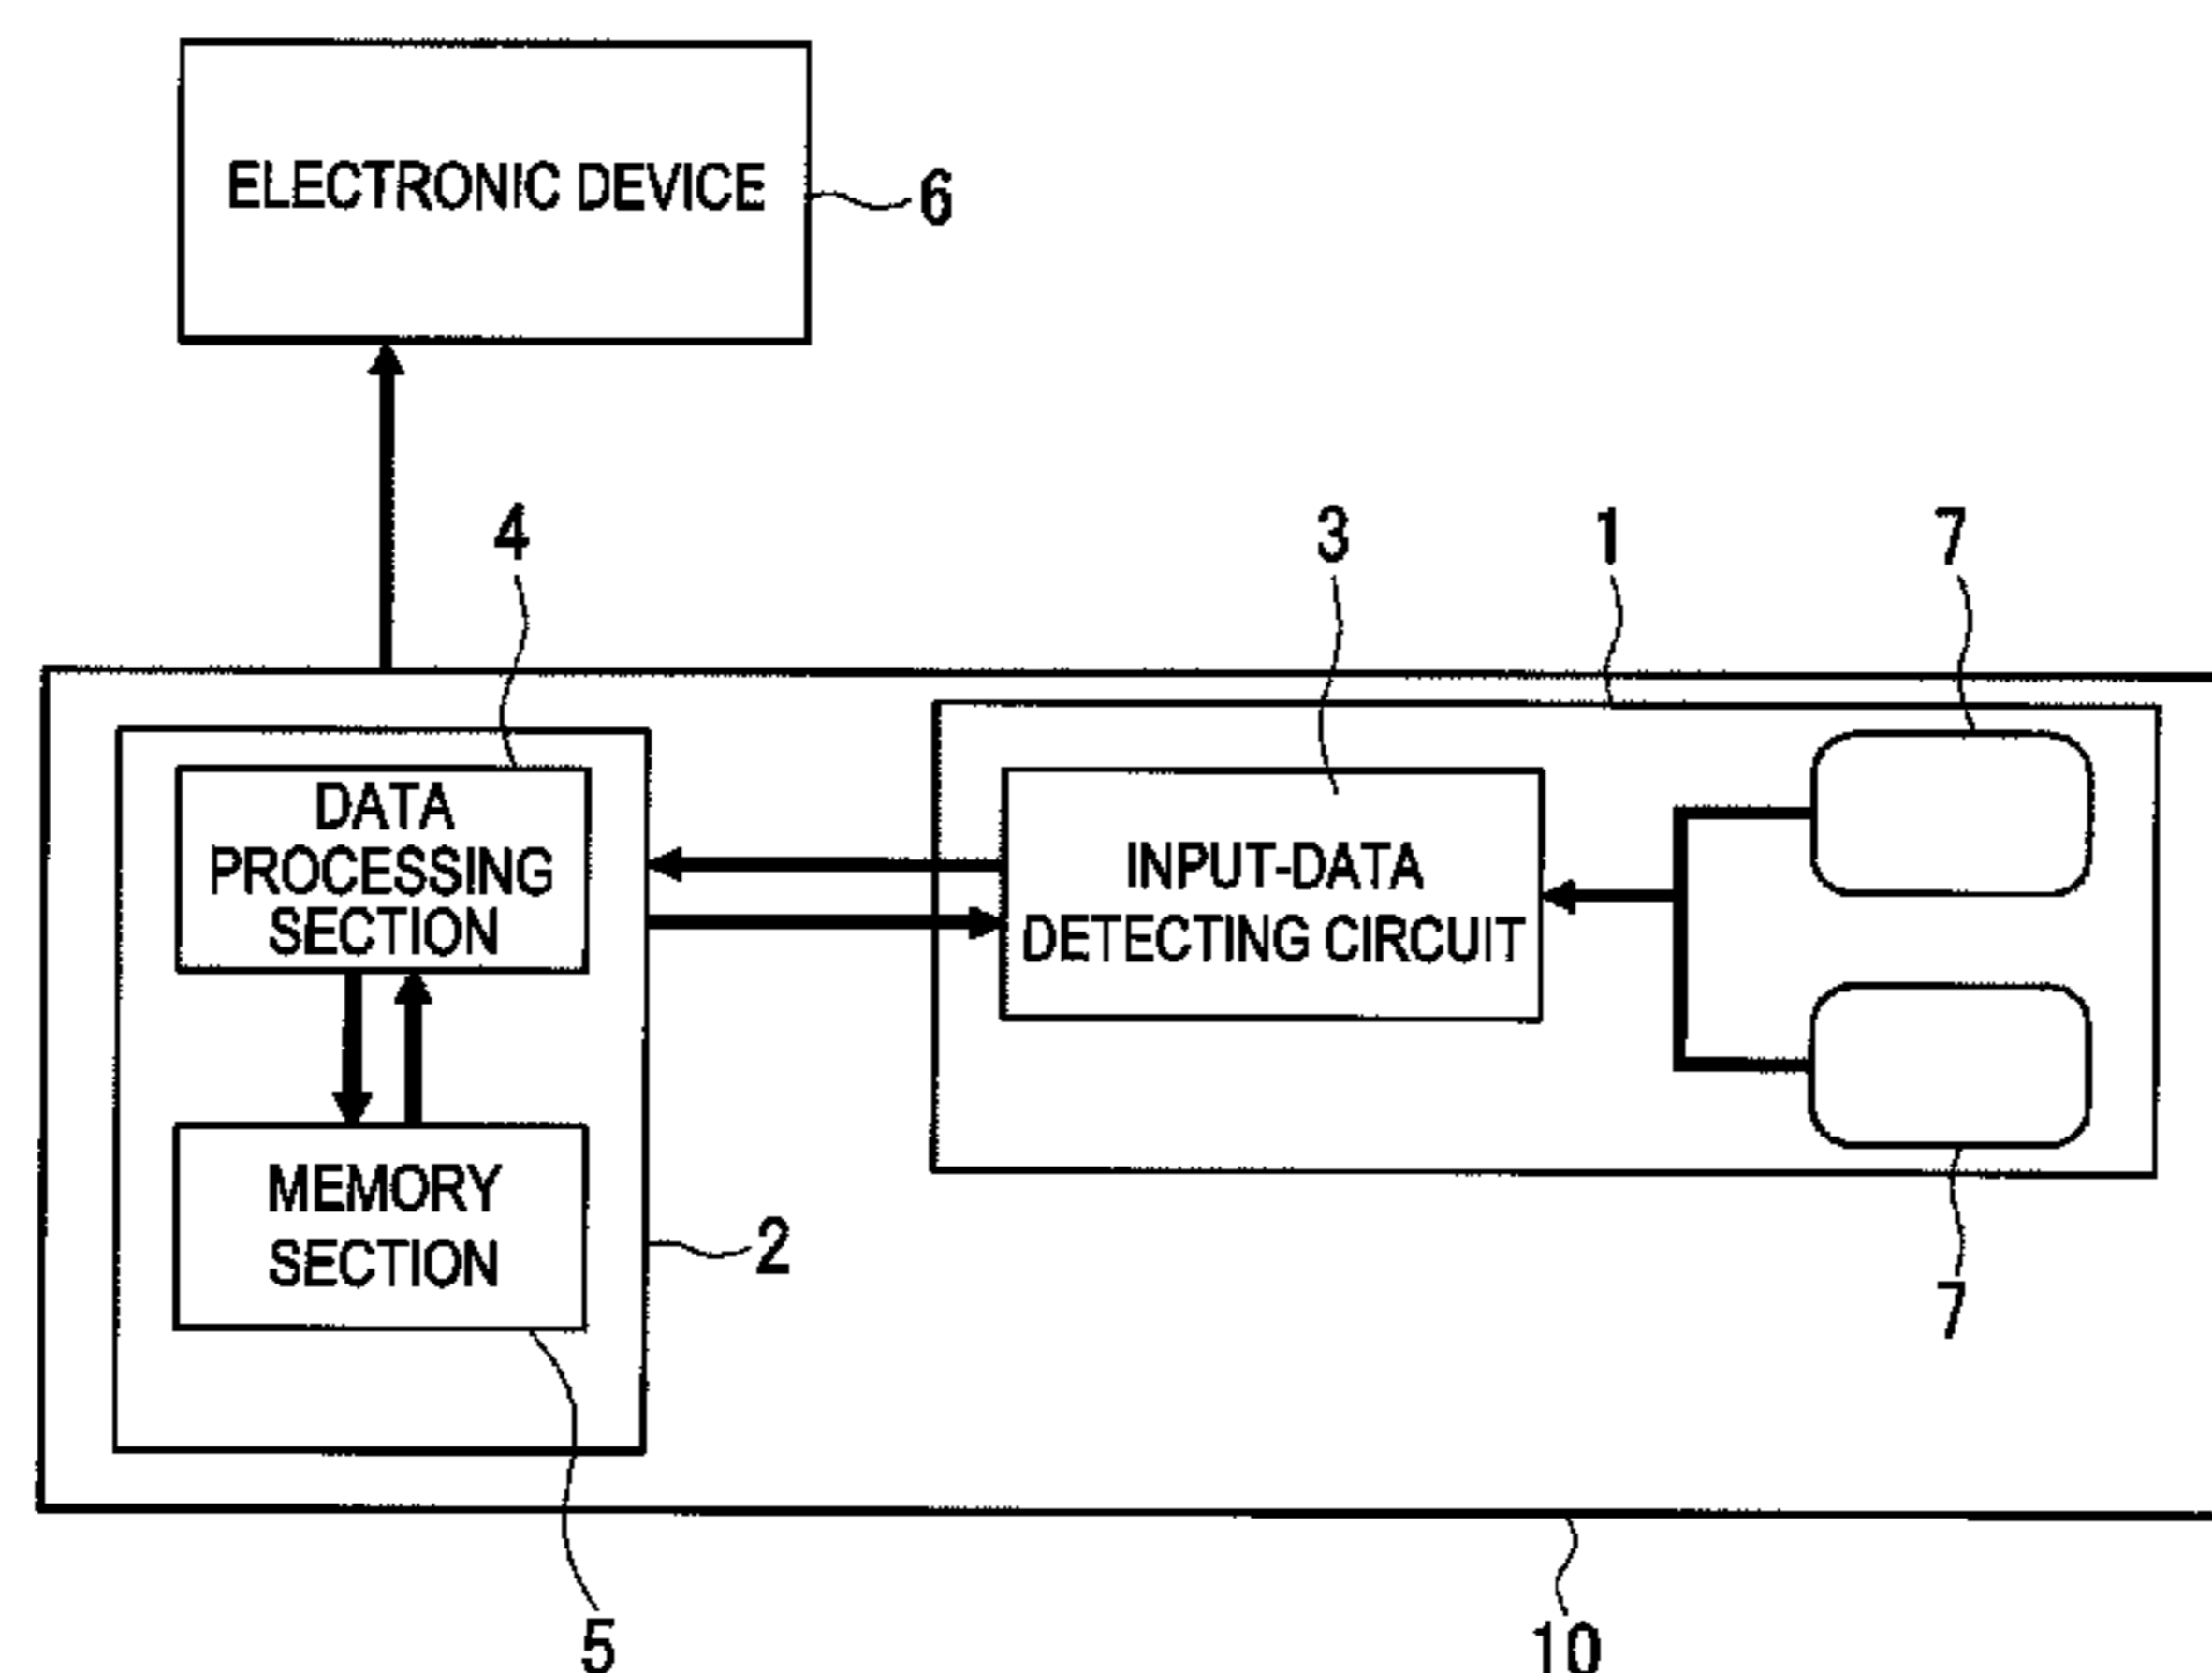 ELECTRONIC DEVICE
6
4
3
1
7
DATA
PROCESSING
SECTION
INPUT-DATA
DETECTING CIRCUIT
MEMORY
SECTION
2
7
5
10